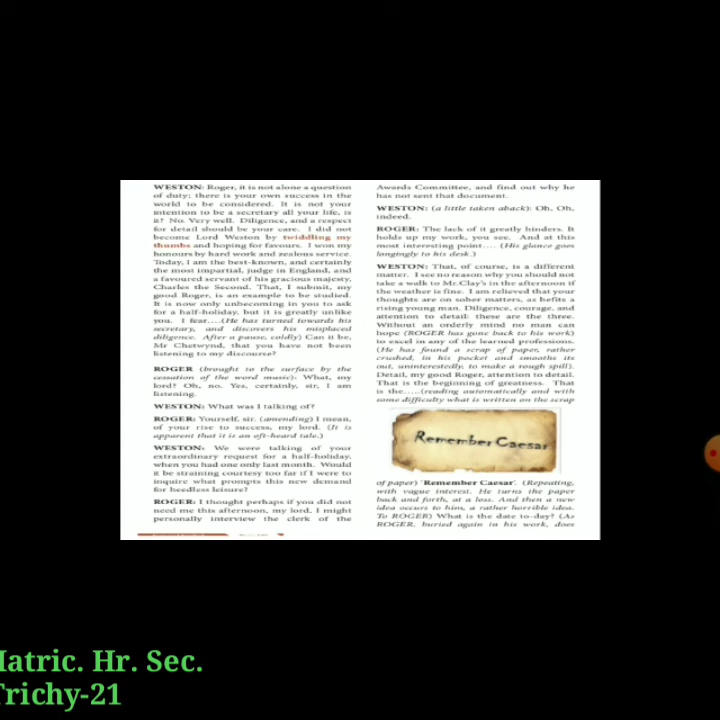 WESTON: Roger, it is not alone a question
of duty; there is your own success in the
world to be considered. It is not your
intention to be a secretary all your life, is
it? No. Very well. Diligence, and a respect
for detail should be your care. I did not
become Lord Weston by twiddling my
thumbs and hoping for favours. I won my
honours by hard work and zealous service.
Today, I am the best-known, and certainly
the most impartial, judge in England, and
a favoured servant of his gracious majesty,
Charles the Second. That, I submit, my
good Roger, is an example to be studied.
It is now only unbecoming in you to ask
for a half-holiday, but it is greatly unlike
you. I fear....(He has turned towards his
secretary, and discovers his misplaced
diligence. After a pause, coldly) Can it be,
Mr Chetwynd, that you have not been
listening to my discourse?
ROGER (brought to the surface by the
cessation of the word music): What, my
lord? Oh, no. Yes, certainly, sir, I am
listening.
WESTON: What was I talking of?
ROGER: Yourself, sir. (amending) I mean,
of your rise to success, my lord. (It is
apparent that it is an oft-heard tale.)
WESTON: We were talking of your
extraordinary request for a half-holiday,
when you had one only last month. Would
it be straining courtesy too far if I were to
inquire what prompts this new demand
for heedless leisure?
ROGER: I thought perhaps if you did not
need me this afternoon, my lord, I might
personally interview the clerk of the
Awards Committee, and find out why he
has not sent that document.
WESTON: (a little taken aback): Oh, Oh,
indeed.
ROGER: The lack of it greatly hinders. It
holds up my work, you see. And at this
most interesting point.... (His glance goes
longingly to his desk.)
WESTON: That, of course, is a different
matter. I see no reason why you should not
take a walk to Mr.Clay's in the afternoon if
the weather is fine. I am relieved that your
thoughts are on sober matters, as befits a
rising young man. Diligence, courage, and
attention to detail: these are the three.
Without an orderly mind no man can
hope (ROGER has gone back to his work)
to excel in any of the learned professions.
(He has found a scrap of paper, rather
crushed, in his pocket and smooths its
out, uninterestedly, to make a rough spill).
Detail, my good Roger, attention to detail.
That is the beginning of greatness. That
is the.....(reading automatically and with
some difficulty what is written on the scrap
Remember Caesar
of paper) 'Remember Caesar'. (Repeating,
with vague interest. He turns the paper
back and forth, at a loss. And then a new
idea occurs to him, a rather horrible idea.
To ROGER) What is the date to-day? (As
ROGER, buried again in his work, does
Matric. Hr. Sec.
Trichy-21